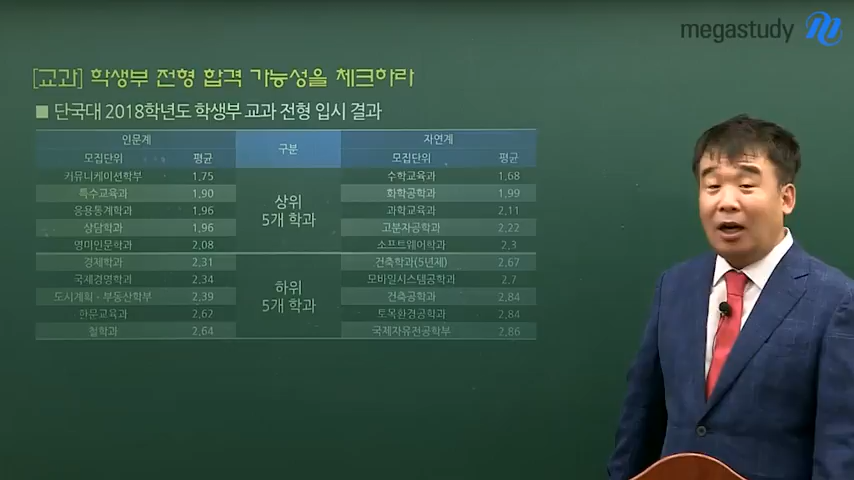 megastudy
[교과] 학생부 전형 합격 가능성을 체크하라
■ 단국대 2018학년도 학생부 교과 전형 입시 결과
인문계 구분 자연계
모집단위 평균 모집단위 평균
커뮤니케이션학부 1.75 상위 5개 학과 수학교육과 1.68
특수교육과 1.90 화학공학과 1.99
응용통계학과 1.96 과학교육과 2.11
상담학과 1.96 고분자공학과 2.22
영미인문학과 2.08 소프트웨어학과 2.3
경제학과 2.31 하위 5개 학과 건축학과(5년제) 2.67
국제경영학과 2.34 모바일시스템공학과 2.7
도시계획·부동산학부 2.39 건축공학과 2.84
한문교육과 2.62 토목환경공학과 2.84
철학과 2.64 국제자유전공학부 2.86